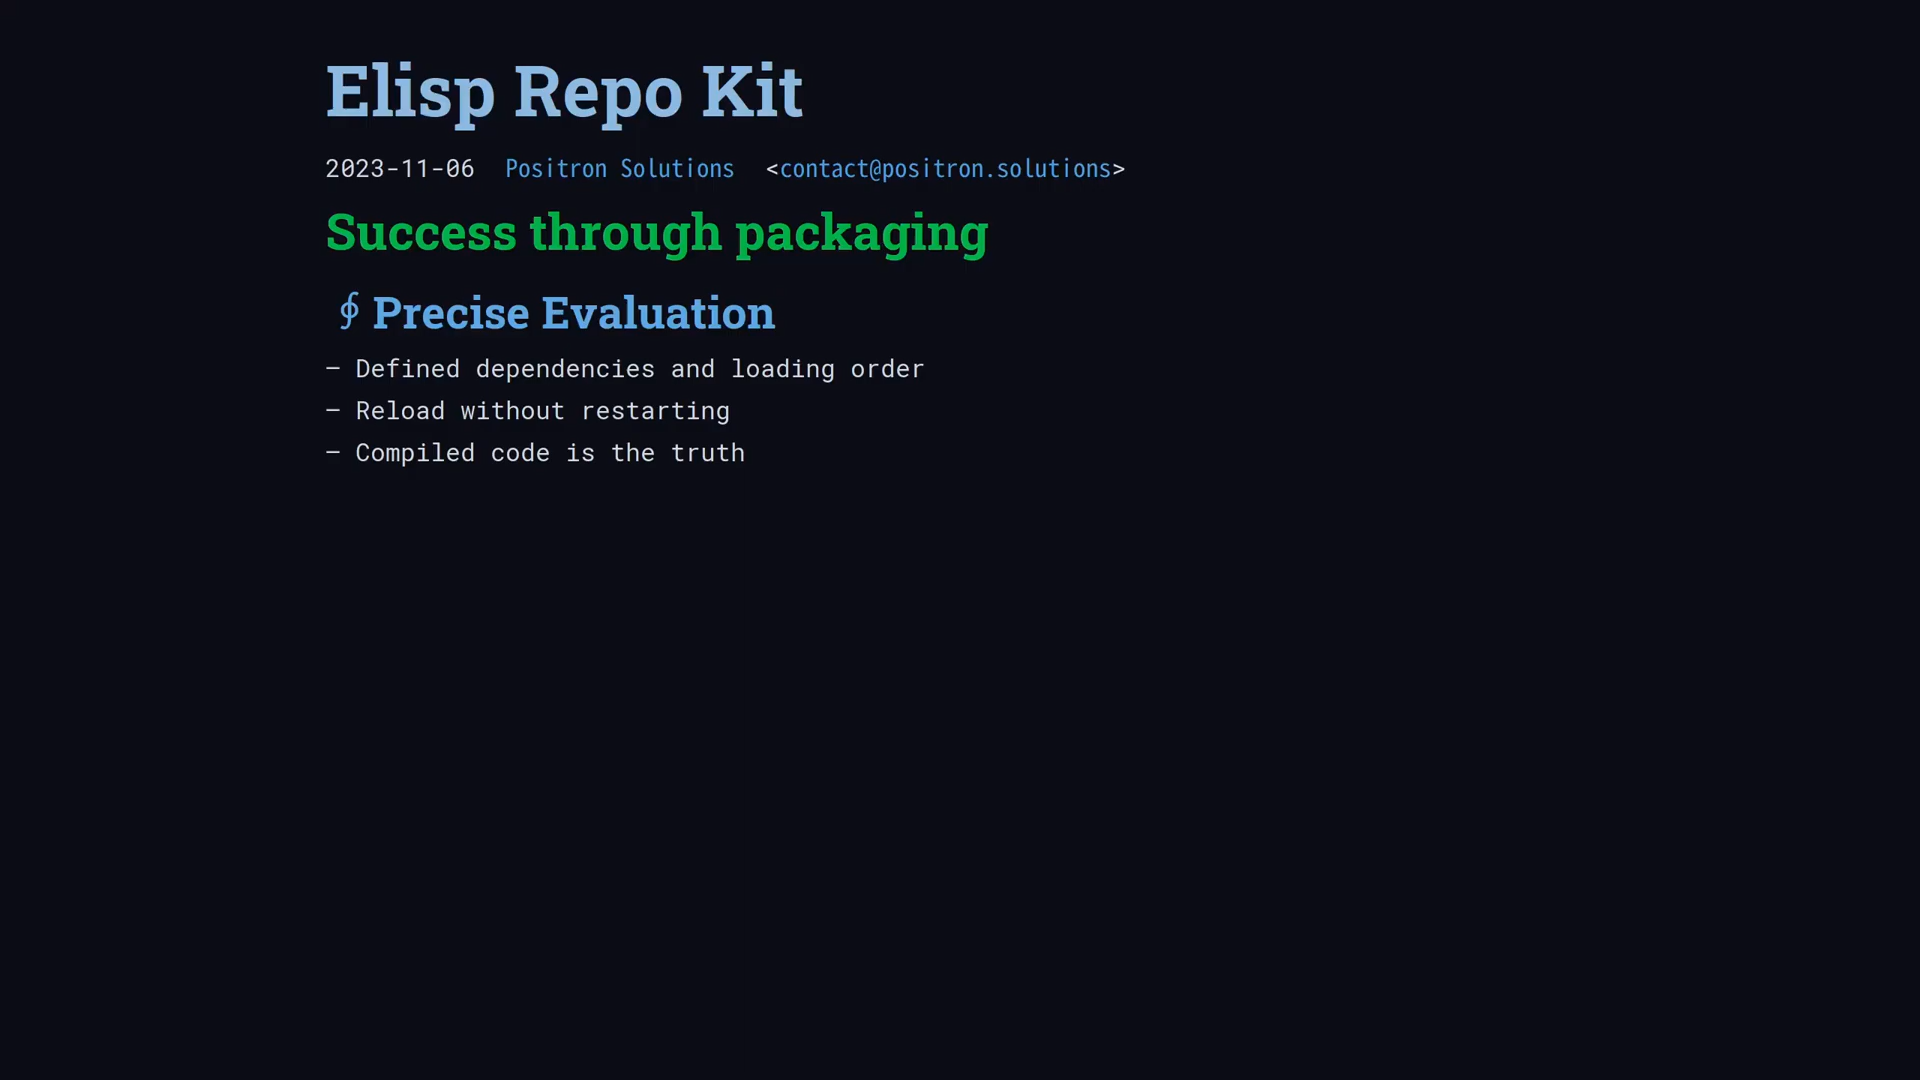 Elisp Repo Kit
2023-11-06 Positron Solutions <contact@positron.solutions>
Success through packaging
∮ Precise Evaluation
– Defined dependencies and loading order
– Reload without restarting
– Compiled code is the truth